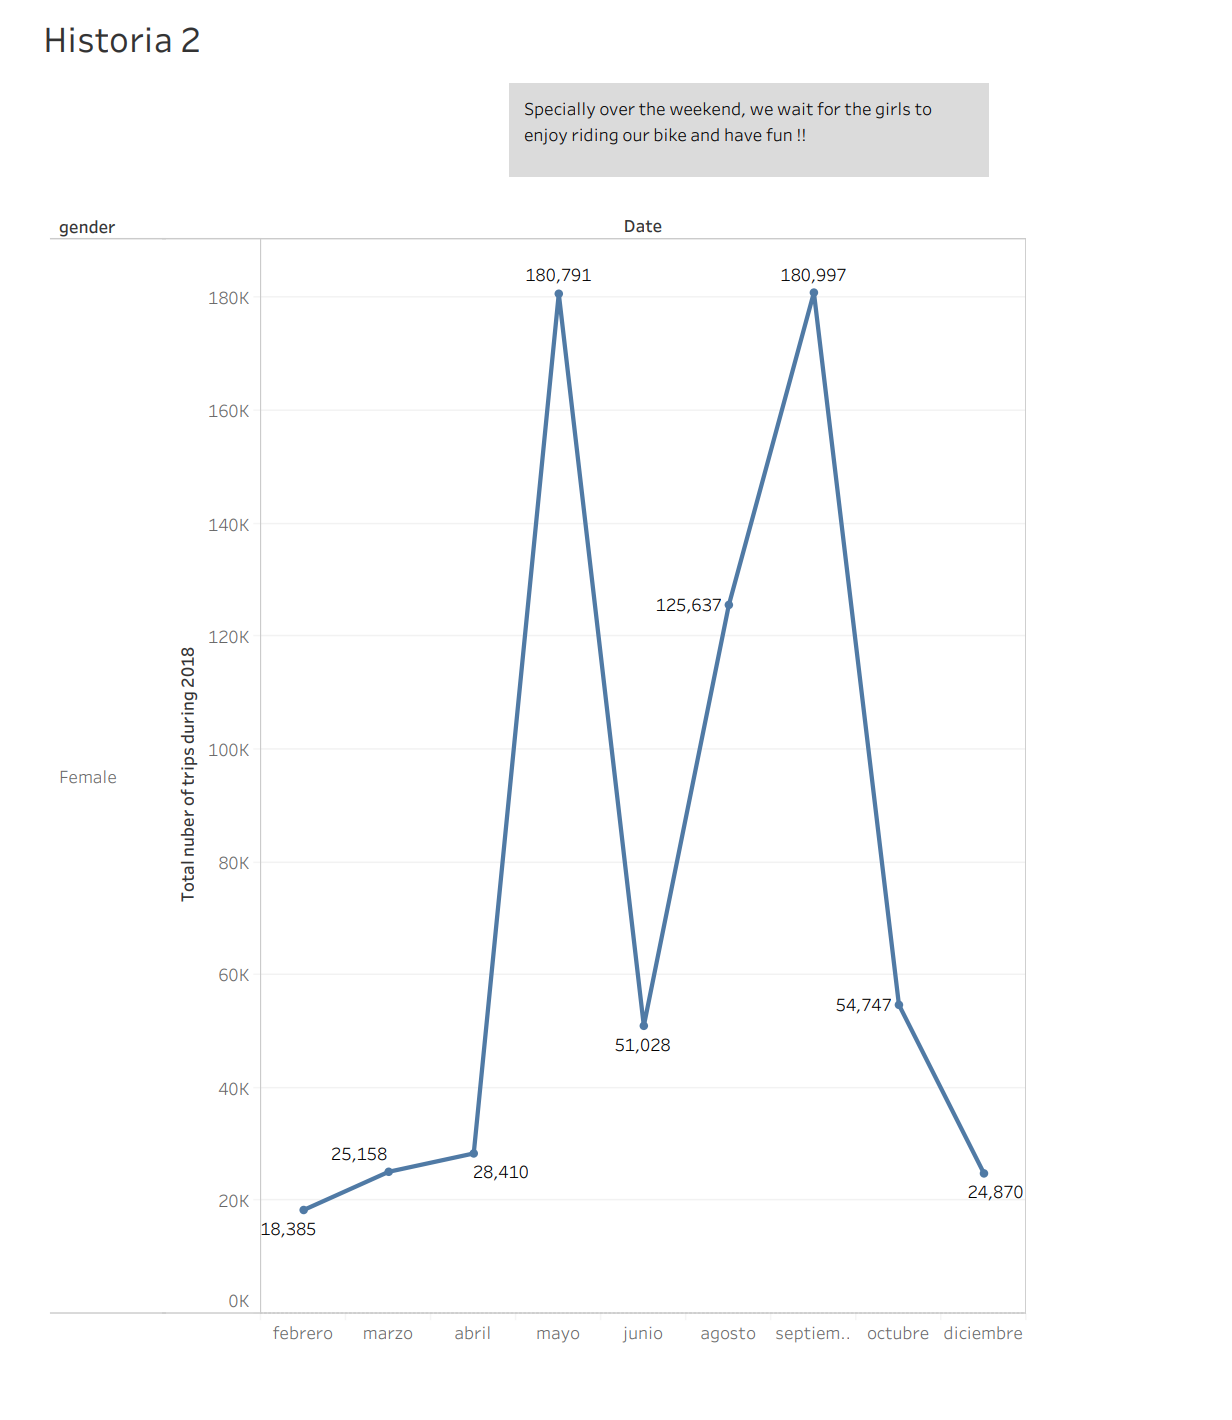 Historia 2
Specially over the weekend, we wait for the girls to
enjoy riding our bike and have fun !!
gender
Date
180,791
180,997
180K
160K
140K
125,637
120K
Total nuber of trips during 2018
100K
Female
80K
60K
54,747
51,028
40K
25,158
28,410
24,870
20K
18,385
0K
febrero marzo abril mayo junio agosto septiem.. octubre diciembre